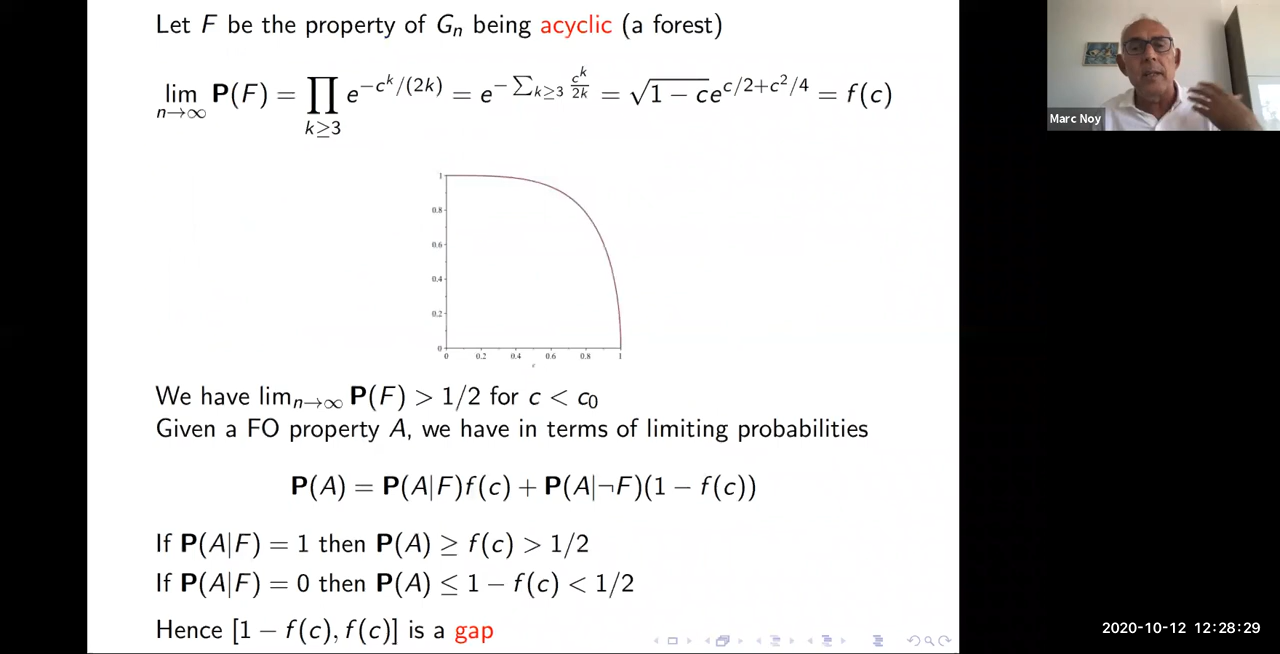 Let F be the property of Gₙ being acyclic (a forest)
lim n→∞ P(F) = ∏ k≥3 e^{−c^k/(2k)} = e^{−∑_{k≥3} c^k/2k} = √1 − c e^{c/2+c²/4} = f(c)
Marc Noy
1
0.8
0.6
0.4
0.2
0
0 0.2 0.4 0.6 0.8 1
c
We have lim_{n→∞} P(F) > 1/2 for c < c₀
Given a FO property A, we have in terms of limiting probabilities
P(A) = P(A|F)f(c) + P(A|¬F)(1 − f(c))
If P(A|F) = 1 then P(A) ≥ f(c) > 1/2
If P(A|F) = 0 then P(A) ≤ 1 − f(c) < 1/2
Hence [1 − f(c), f(c)] is a gap
2020-10-12 12:28:29